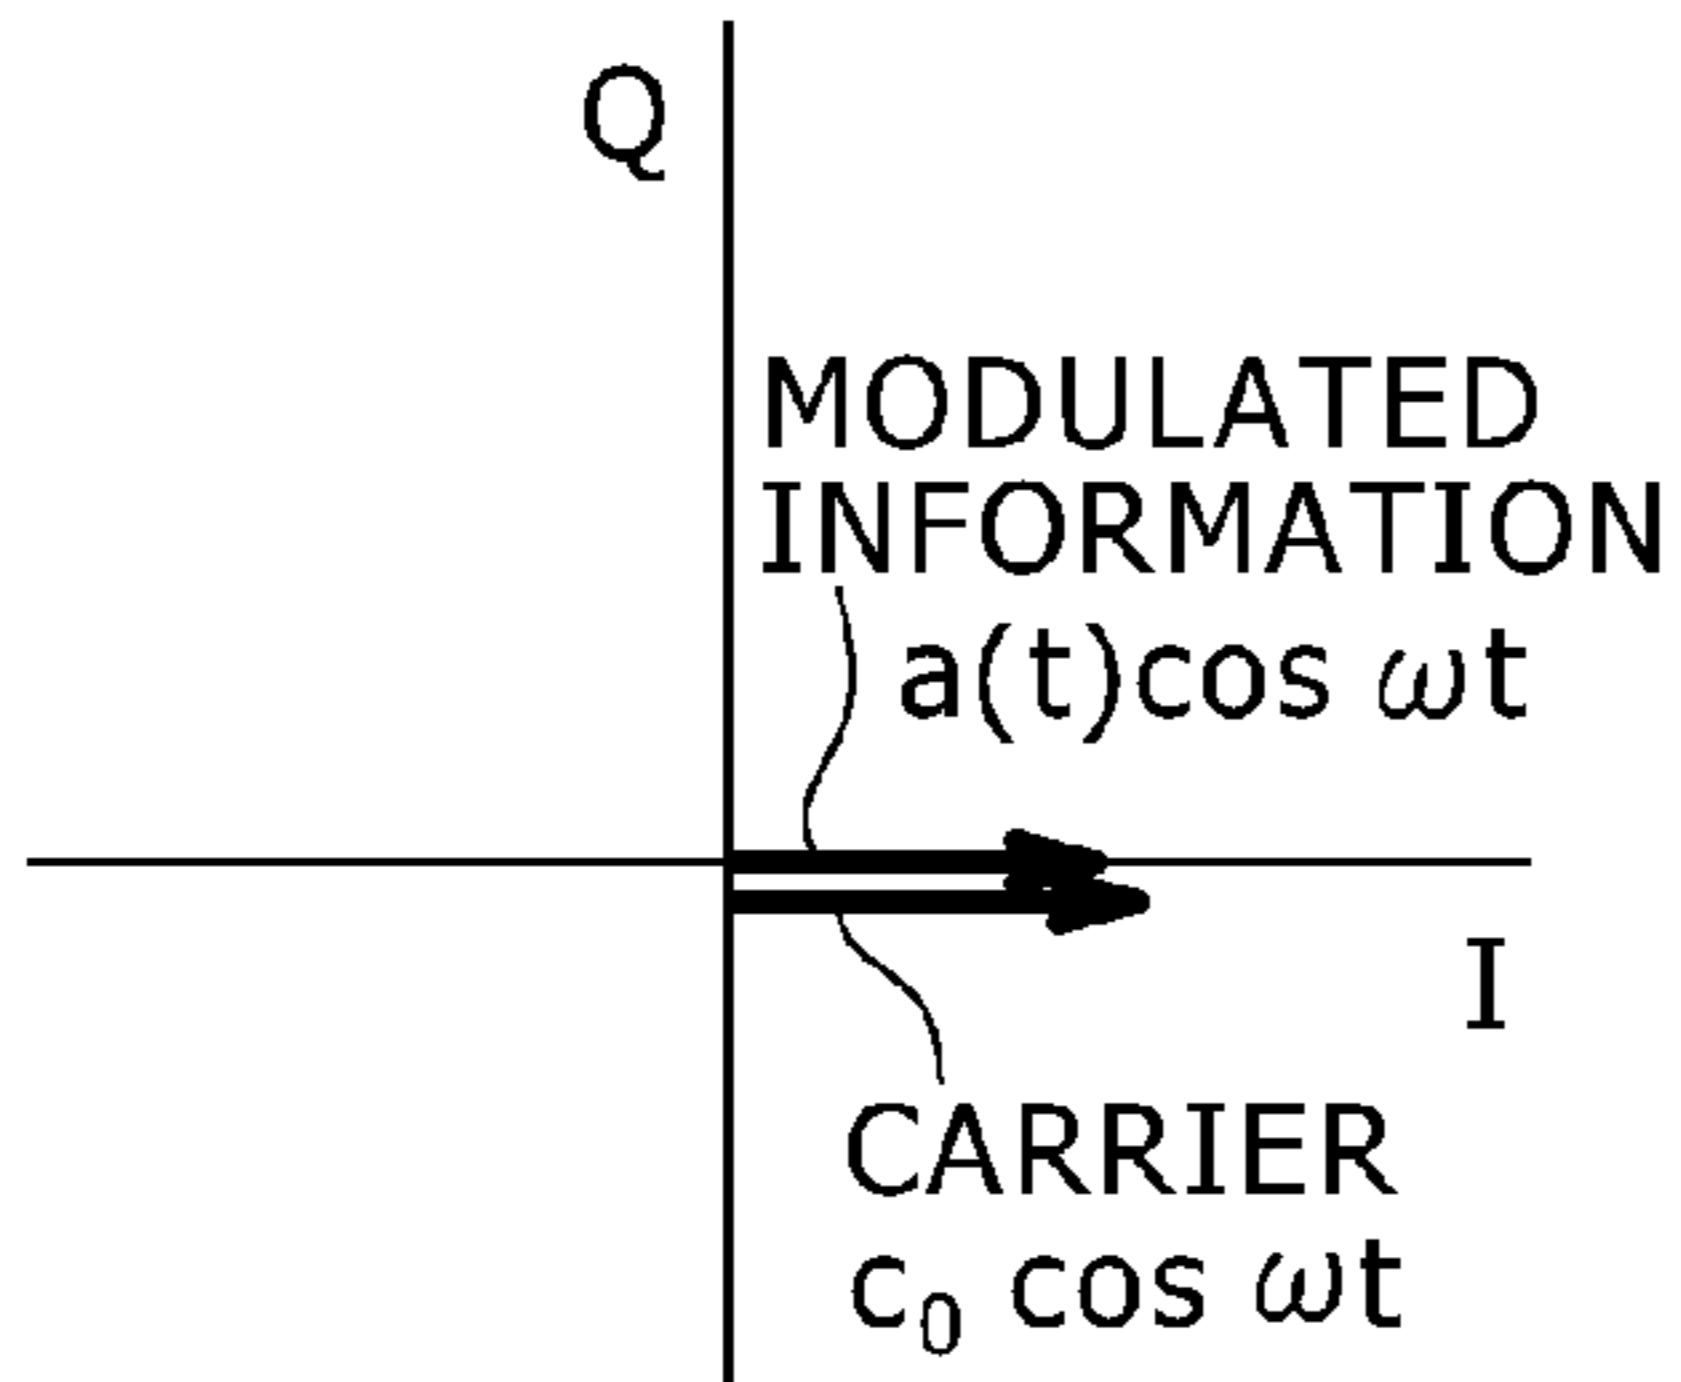 Q
MODULATED
INFORMATION
a(t)cos ωt
I
CARRIER
c₀ cos ωt